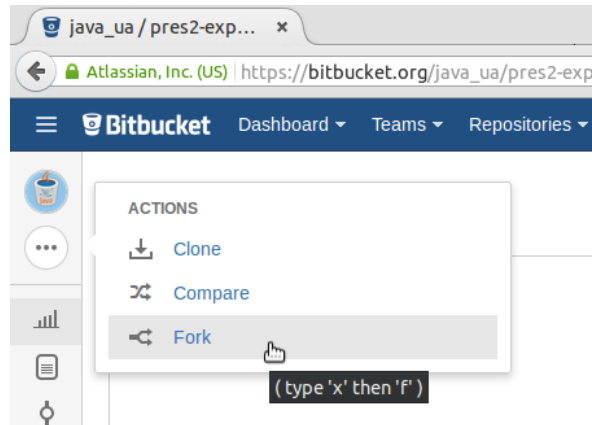 java_ua / pres2-exp...
Atlassian, Inc. (US) https://bitbucket.org/java_ua/pres2-exp
Bitbucket Dashboard Teams Repositories
ACTIONS
Clone
Compare
Fork
( type 'x' then 'f' )